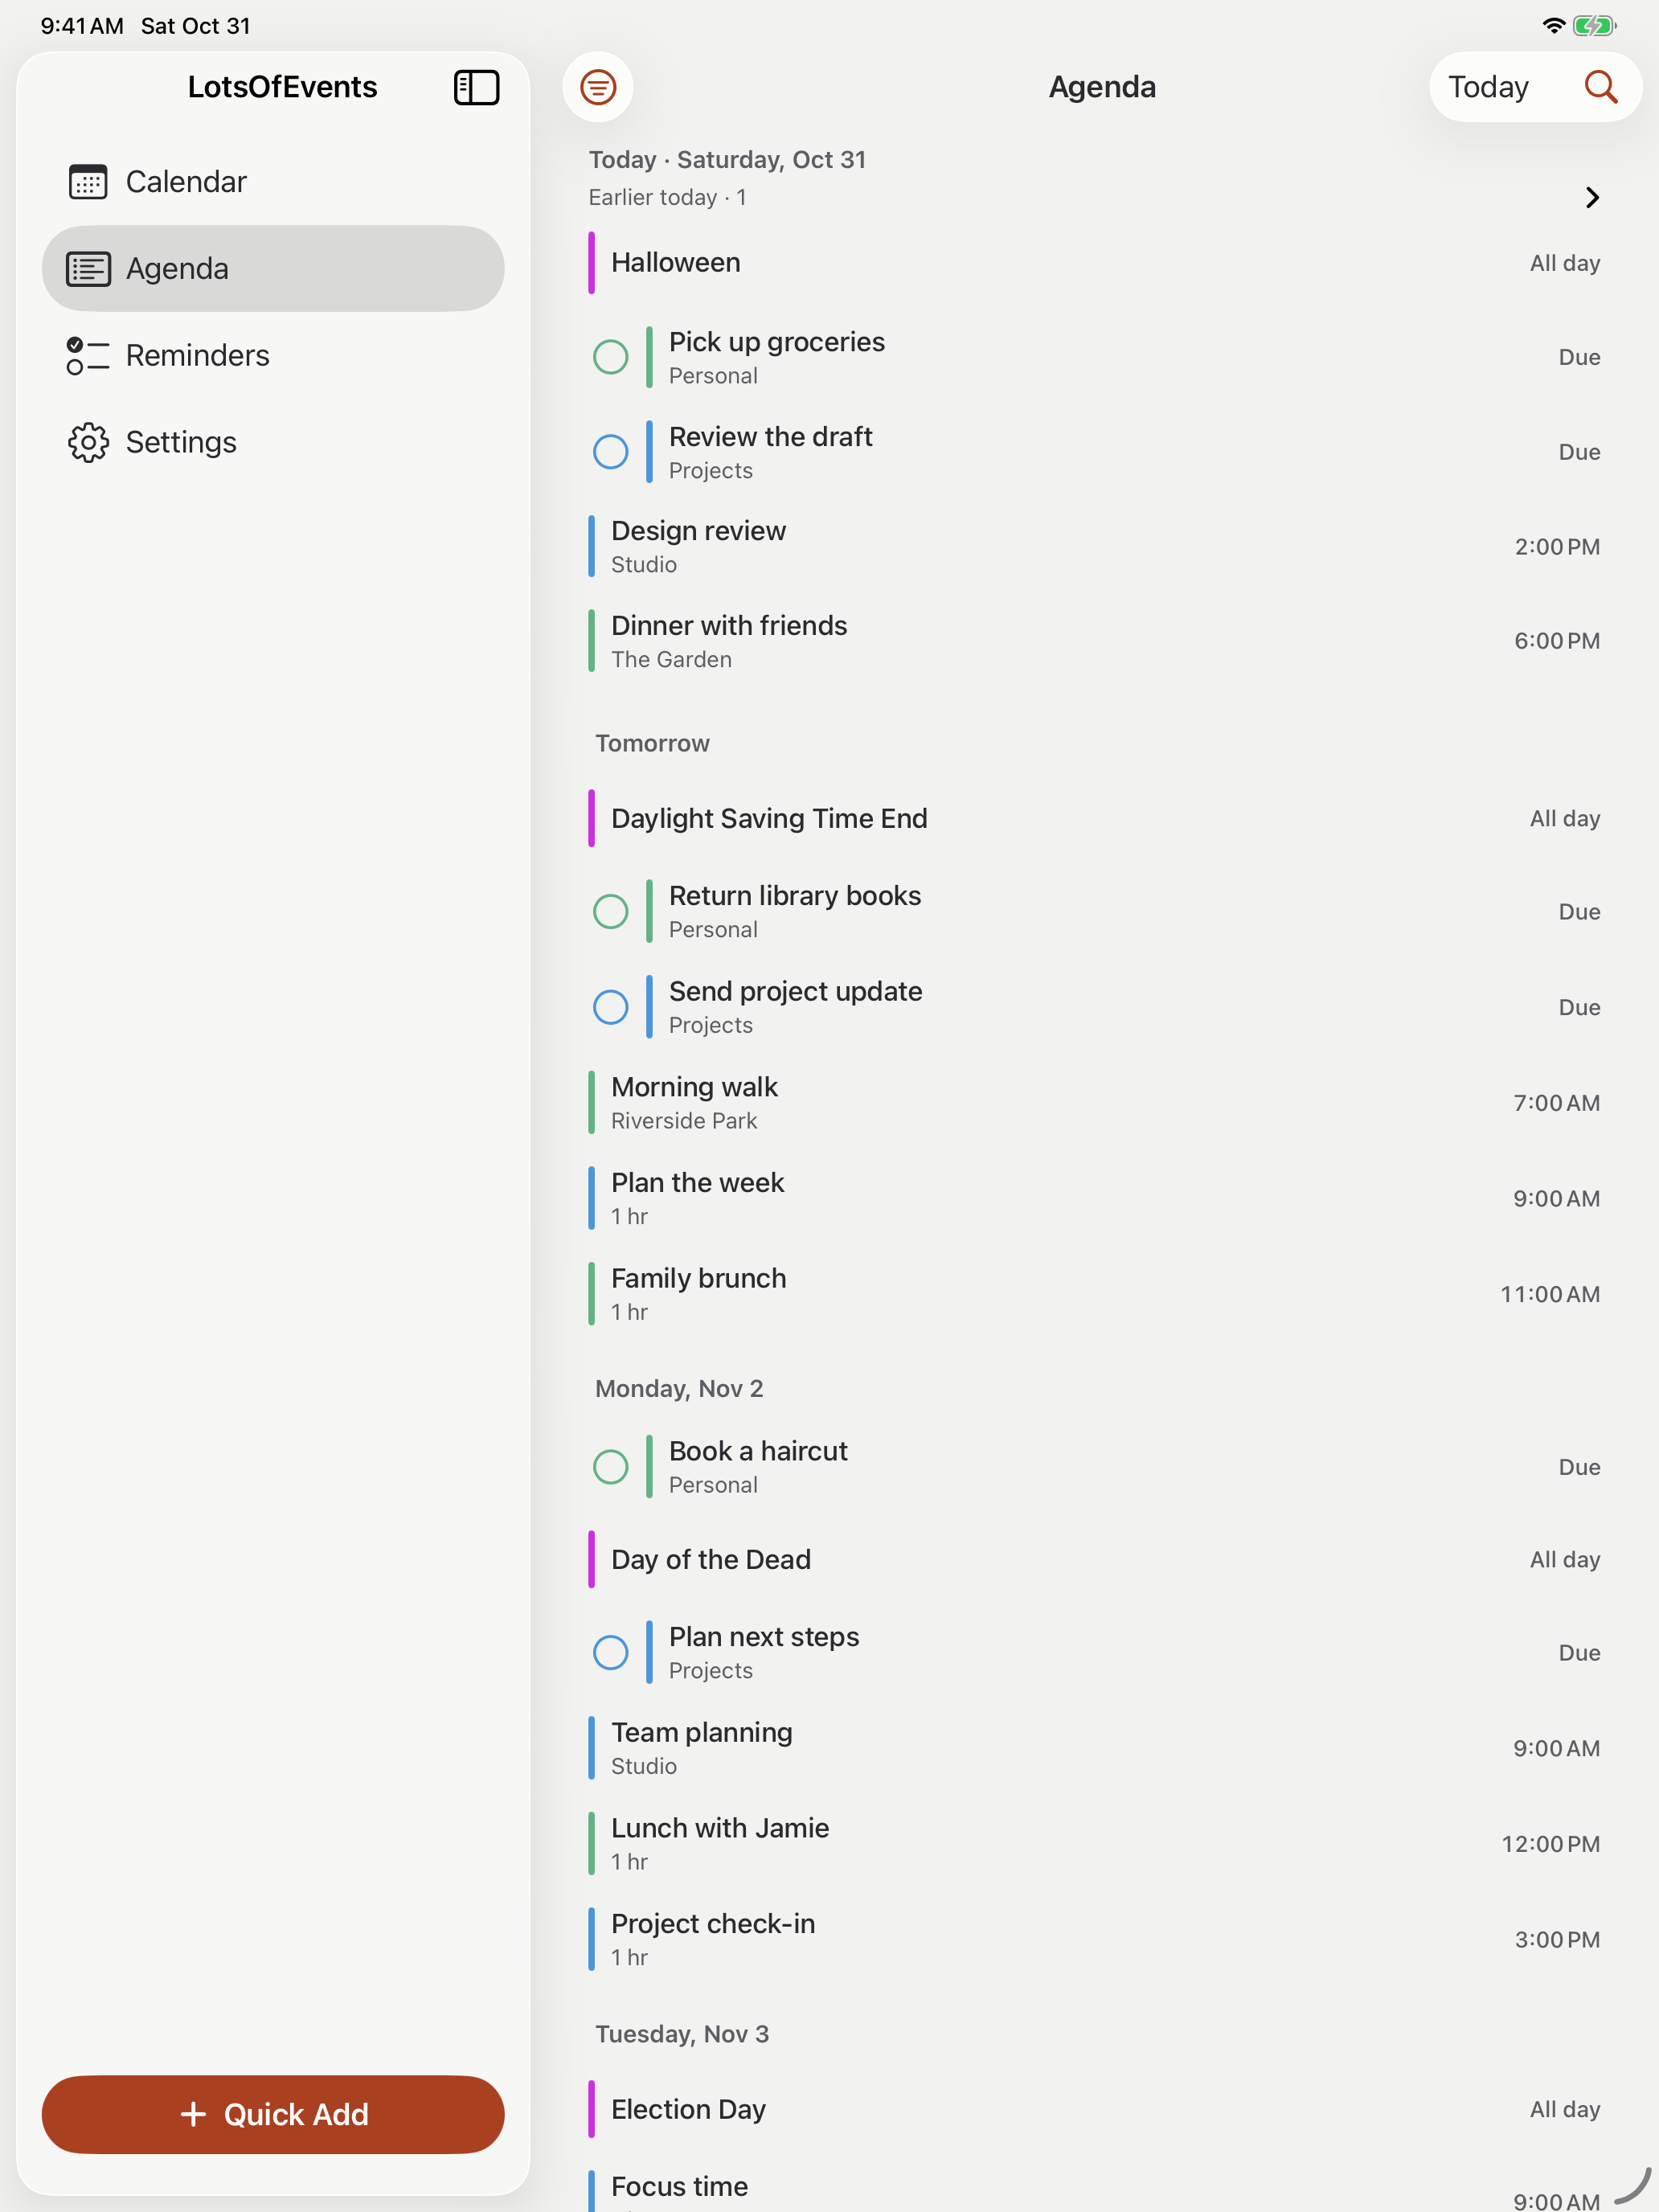 9:41 AM Sat Oct 31
LotsOfEvents
Calendar
Agenda
Reminders
Settings
Quick Add
Agenda
Today
Today · Saturday, Oct 31
Earlier today · 1
Halloween
All day
Pick up groceries
Personal
Due
Review the draft
Projects
Due
Design review
Studio
2:00 PM
Dinner with friends
The Garden
6:00 PM
Tomorrow
Daylight Saving Time End
All day
Return library books
Personal
Due
Send project update
Projects
Due
Morning walk
Riverside Park
7:00 AM
Plan the week
1 hr
9:00 AM
Family brunch
1 hr
11:00 AM
Monday, Nov 2
Book a haircut
Personal
Due
Day of the Dead
All day
Plan next steps
Projects
Due
Team planning
Studio
9:00 AM
Lunch with Jamie
1 hr
12:00 PM
Project check-in
1 hr
3:00 PM
Tuesday, Nov 3
Election Day
All day
Focus time
9:00 AM